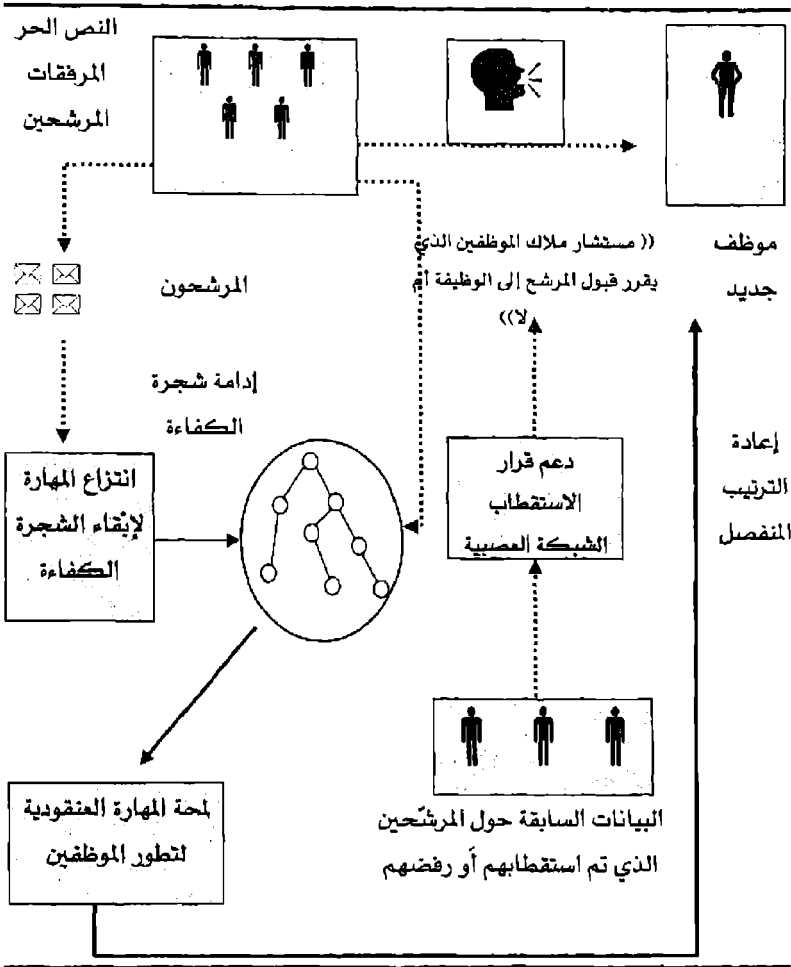 النص الحر
المرفقات
المرشحين
موظف
جديد
(( مستشار ملاك الموظفين الذي
يقرر قبول المرشح إلى الوظيفة أم
لا))
المرشحون
إدامة شجرة
الكفاءة
انتزاع المهارة
لإبقاء الشجرة
الكفاءة
دعم قرار
الاستقطاب
الشبكة العصبية
إعادة
الترتيب
المنفصل
لمحة المهارة العنقودية
لتطور الموظفين
البيانات السابقة حول المرشّحين
الذي تم استقطابهم أو رفضهم